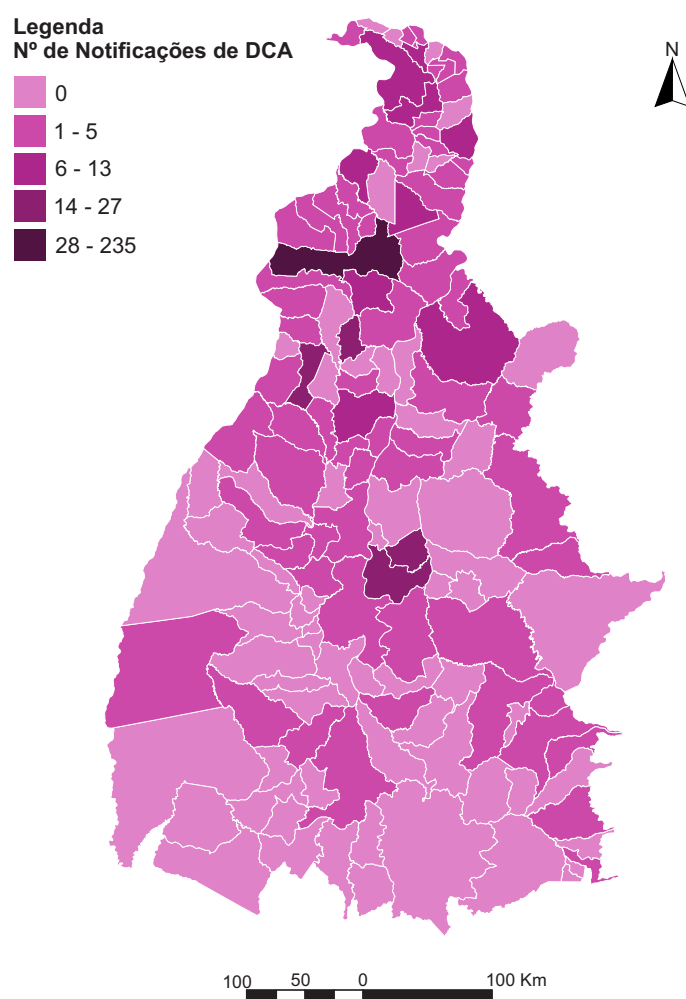 Legenda
Nº de Notificações de DCA
0
1 - 5
6 - 13
14 - 27
28 - 235
N
100 50 0 100 Km